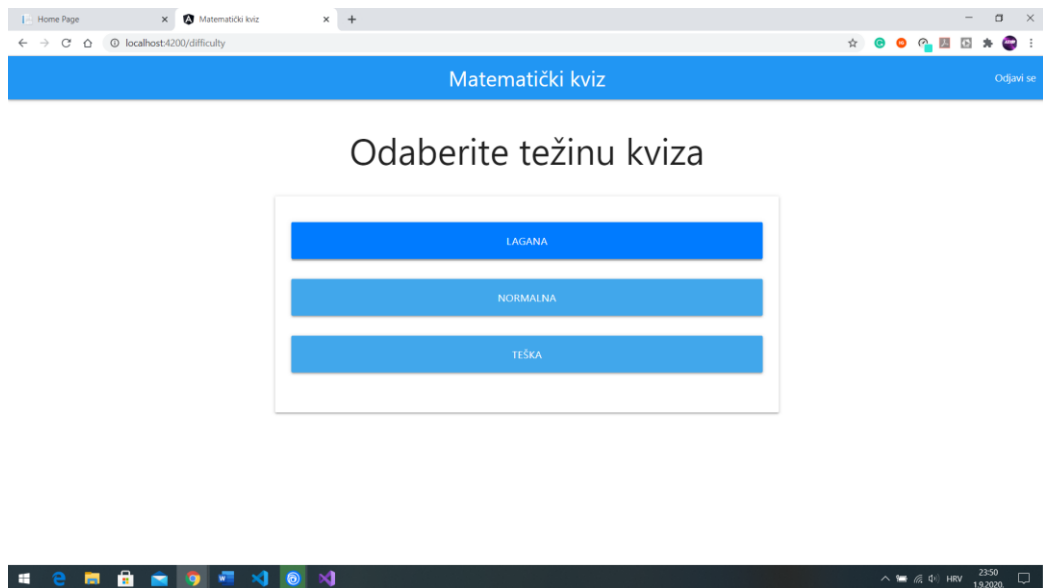 Home Page
Matematički kviz
localhost:4200/difficulty
Matematički kviz
Odjavi se
Odaberite težinu kviza
LAGANA
NORMALNA
TEŠKA
HRV
23:50
1.9.2020.